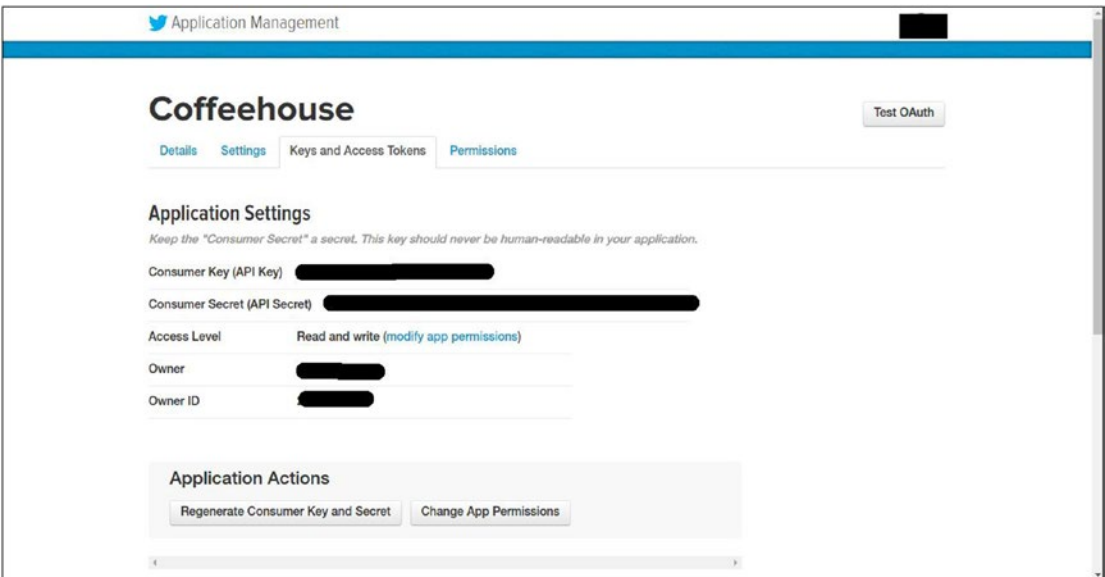 Application Management
Coffeehouse
Test OAuth
Details Settings Keys and Access Tokens Permissions
Application Settings
Keep the "Consumer Secret" a secret. This key should never be human-readable in your application.
Consumer Key (API Key)
Consumer Secret (API Secret)
Access Level Read and write (modify app permissions)
Owner
Owner ID
Application Actions
Regenerate Consumer Key and Secret Change App Permissions